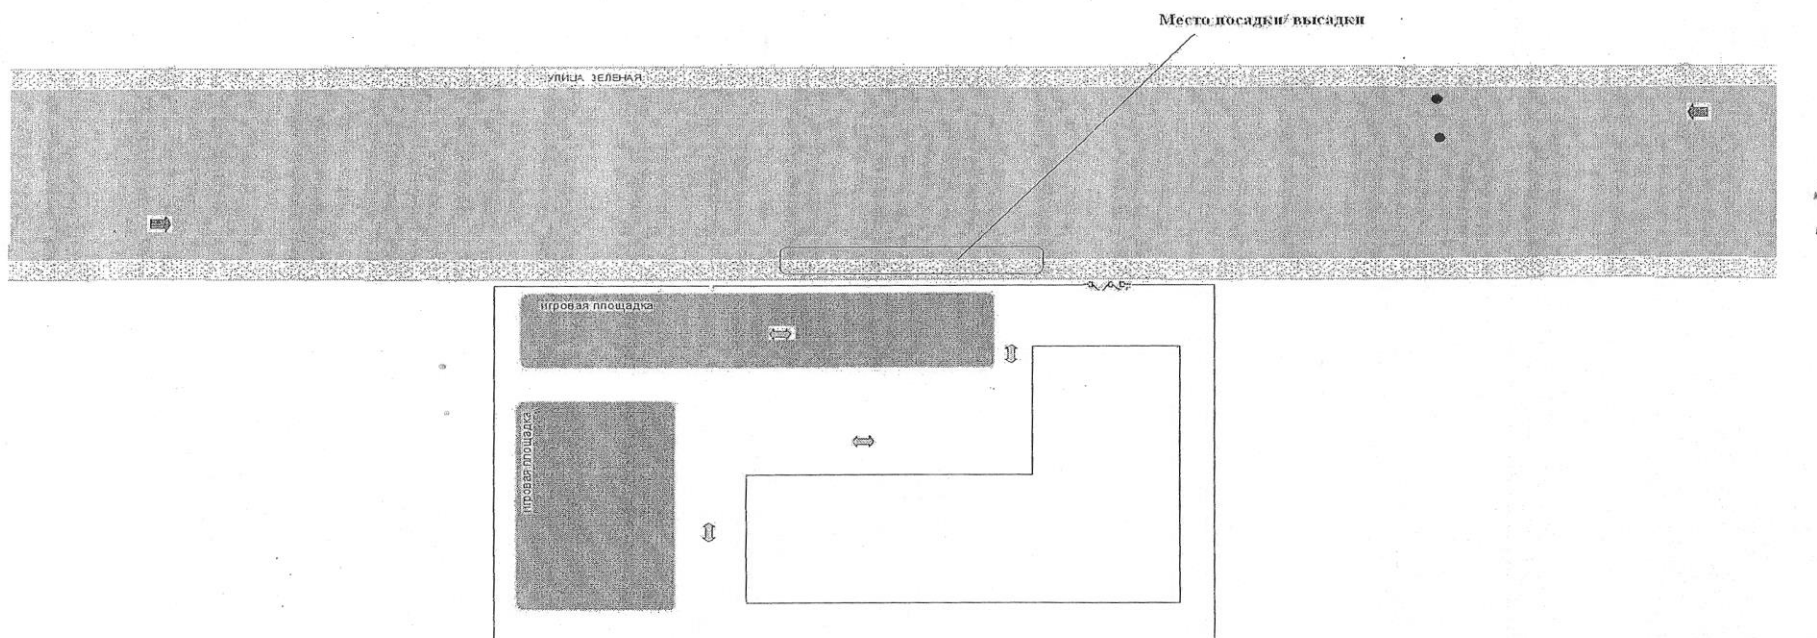 Место посадки/ высадки
УЛИЦА ЗЕЛЕНАЯ
игровая площадка
игровая площадка